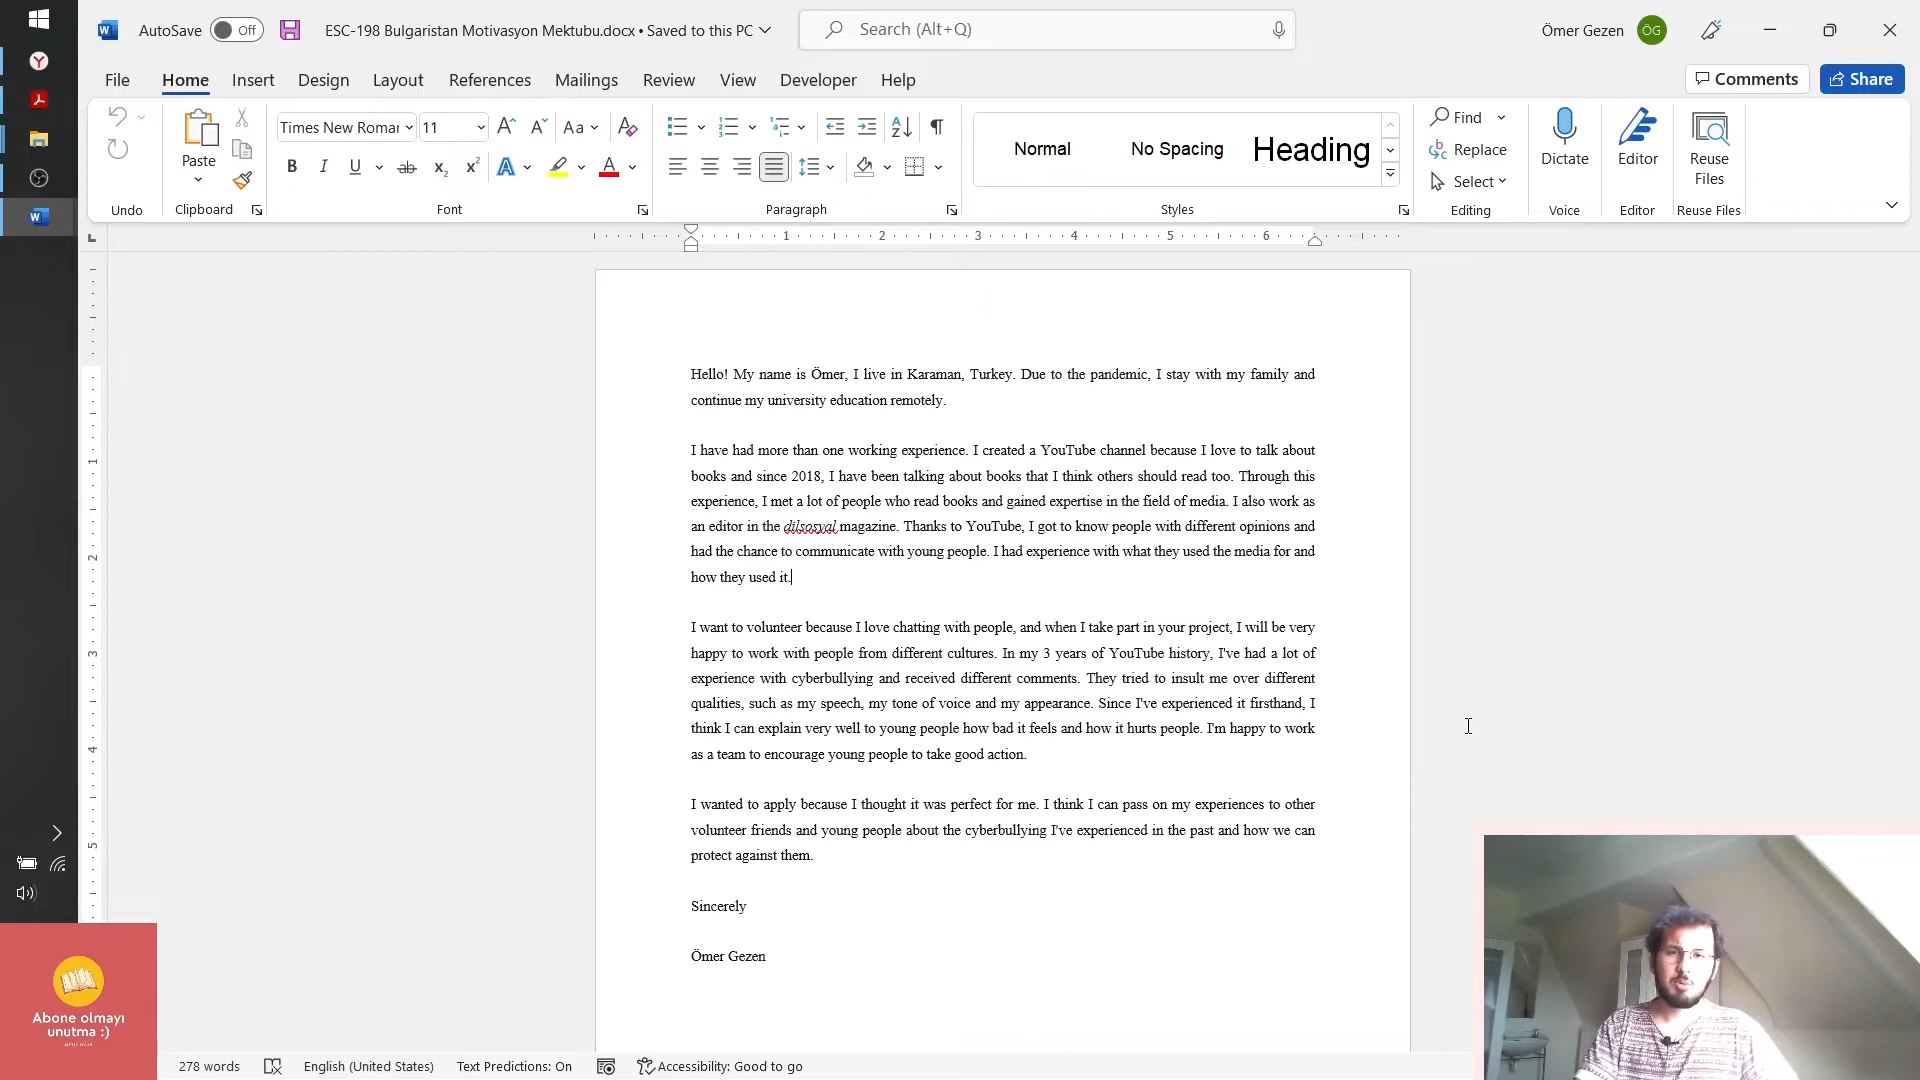 AutoSave Off ESC-198 Bulgaristan Motivasyon Mektubu.docx • Saved to this PC Search (Alt+Q) Ömer Gezen ÖG
File Home Insert Design Layout References Mailings Review View Developer Help Comments Share
Times New Romar 11 Aa
Paste
Normal No Spacing Heading
Find
Replace
Select
Dictate
Editor
Reuse
Files
Undo Clipboard Font Paragraph Styles Editing Voice Editor Reuse Files
1 2 3 4 5 6
Hello! My name is Ömer, I live in Karaman, Turkey. Due to the pandemic, I stay with my family and
continue my university education remotely.
I have had more than one working experience. I created a YouTube channel because I love to talk about
books and since 2018, I have been talking about books that I think others should read too. Through this
experience, I met a lot of people who read books and gained expertise in the field of media. I also work as
an editor in the dilsosyal magazine. Thanks to YouTube, I got to know people with different opinions and
had the chance to communicate with young people. I had experience with what they used the media for and
how they used it.
I want to volunteer because I love chatting with people, and when I take part in your project, I will be very
happy to work with people from different cultures. In my 3 years of YouTube history, I've had a lot of
experience with cyberbullying and received different comments. They tried to insult me over different
qualities, such as my speech, my tone of voice and my appearance. Since I've experienced it firsthand, I
think I can explain very well to young people how bad it feels and how it hurts people. I'm happy to work
as a team to encourage young people to take good action.
I wanted to apply because I thought it was perfect for me. I think I can pass on my experiences to other
volunteer friends and young people about the cyberbullying I've experienced in the past and how we can
protect against them.
Sincerely
Ömer Gezen
1
2
3
4
5
Abone olmayı
unutma :)
278 words English (United States) Text Predictions: On Accessibility: Good to go